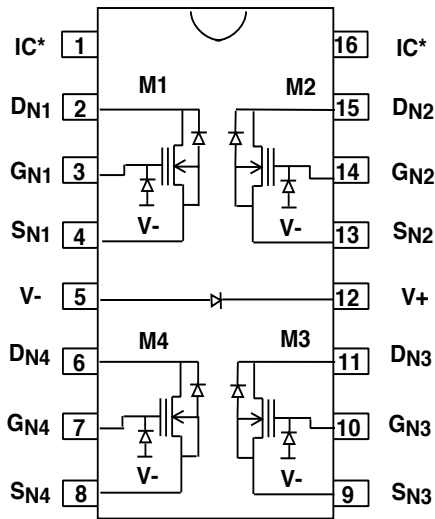 IC* 1 16 IC*
M1 M2
DN1 2 15 DN2
GN1 3 14 GN2
V- V-
SN1 4 13 SN2
V- 5 12 V+
M4 M3
DN4 6 11 DN3
GN4 7 10 GN3
V- V-
SN4 8 9 SN3